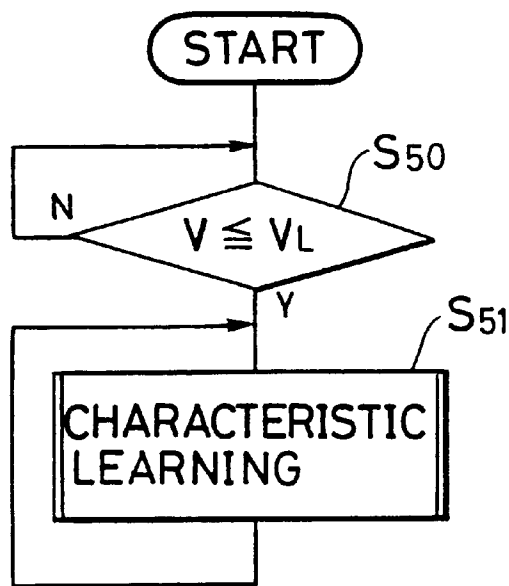 START
S50
N
V ≦ VL
Y
S51
CHARACTERISTIC
LEARNING